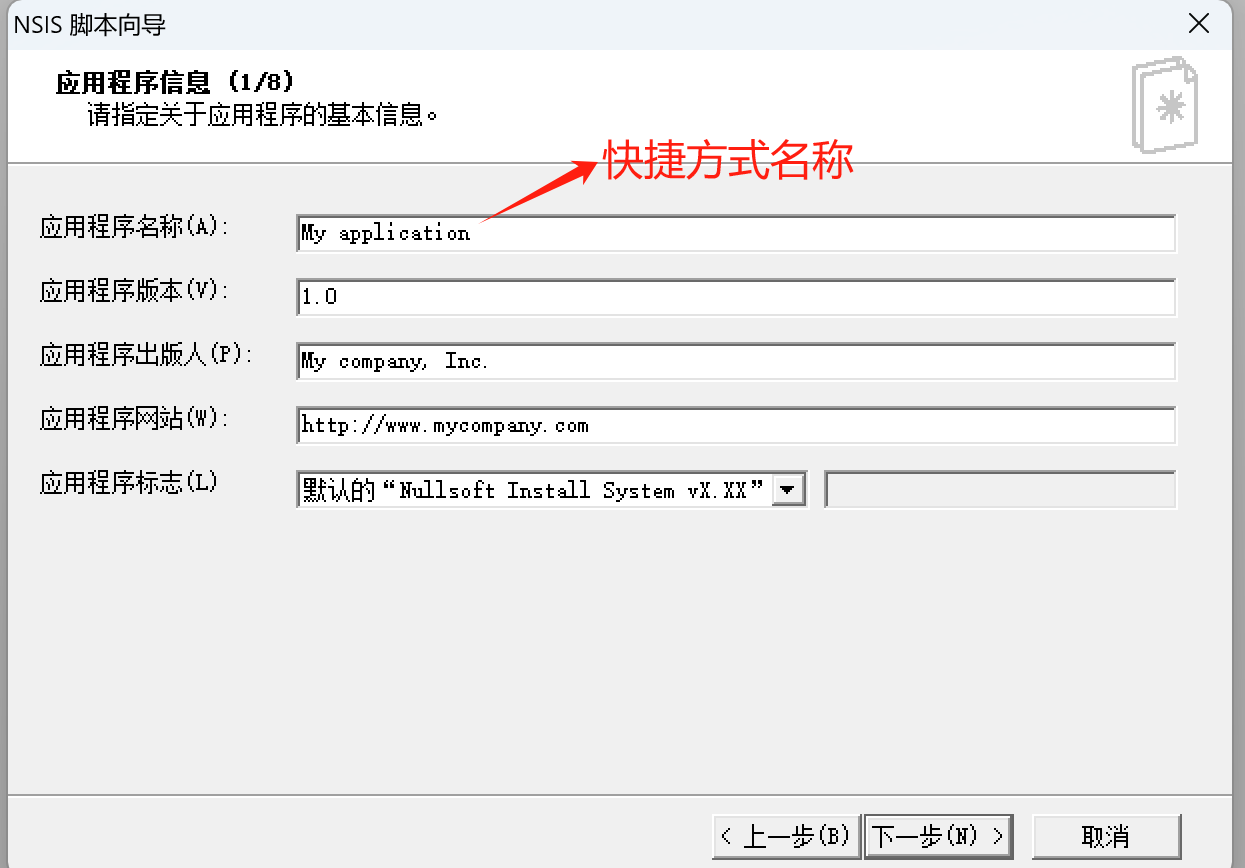 NSIS 脚本向导
应用程序信息 (1/8)
请指定关于应用程序的基本信息。
快捷方式名称
应用程序名称(A):
My application
应用程序版本(V):
1.0
应用程序出版人(P):
My company, Inc.
应用程序网站(W):
http://www.mycompany.com
应用程序标志(L)
默认的“Nullsoft Install System vX.XX”
< 上一步(B)
下一步(N) >
取消